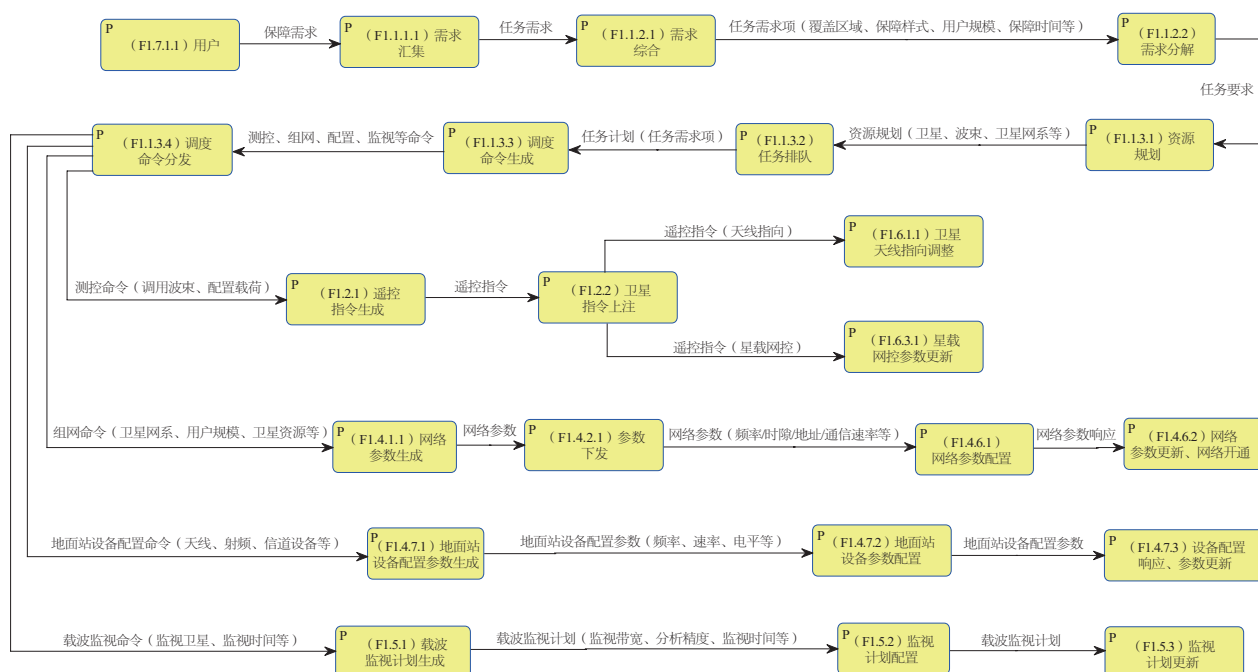 P
(F1.7.1.1)用户
保障需求
P
(F1.1.1.1)需求
汇集
任务需求
P
(F1.1.2.1)需求
综合
任务需求项(覆盖区域、保障样式、用户规模、保障时间等)
P
(F1.1.2.2)
需求分解
任务要求
P
(F1.1.3.4)调度
命令分发
测控、组网、配置、监视等命令
P
(F1.1.3.3)调度
命令生成
任务计划(任务需求项)
P
(F1.1.3.2)
任务排队
资源规划(卫星、波束、卫星网系等)
P
(F1.1.3.1)资源
规划
遥控指令(天线指向)
P
(F1.6.1.1)卫星
天线指向调整
测控命令(调用波束、配置载荷)
P
(F1.2.1)遥控
指令生成
遥控指令
P
(F1.2.2)卫星
指令上注
遥控指令(星载网控)
P
(F1.6.3.1)星载
网控参数更新
组网命令(卫星网系、用户规模、卫星资源等)
P
(F1.4.1.1)网络
参数生成
网络参数
P
(F1.4.2.1)参数
下发
网络参数(频率/时隙/地址/通信速率等)
P
(F1.4.6.1)
网络参数配置
网络参数响应
P
(F1.4.6.2)网络
参数更新、网络开通
地面站设备配置命令(天线、射频、信道设备等)
P
(F1.4.7.1)地面站
设备配置参数生成
地面站设备配置参数(频率、速率、电平等)
P
(F1.4.7.2)地面站
设备参数配置
地面站设备配置参数
P
(F1.4.7.3)设备配置
响应、参数更新
载波监视命令(监视卫星、监视时间等)
P
(F1.5.1)载波
监视计划生成
载波监视计划(监视带宽、分析精度、监视时间等)
P
(F1.5.2)监视
计划配置
载波监视计划
P
(F1.5.3)监视
计划更新